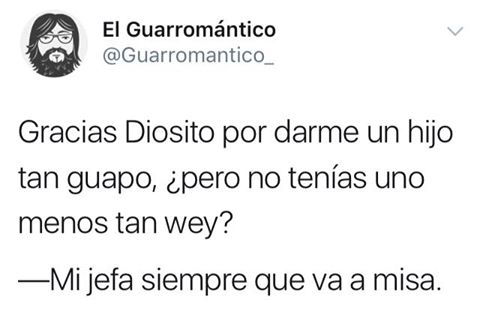 El Guarromántico
@Guarromantico_
Gracias Diosito por darme un hijo
tan guapo, ¿pero no tenías uno
menos tan wey?
—Mi jefa siempre que va a misa.